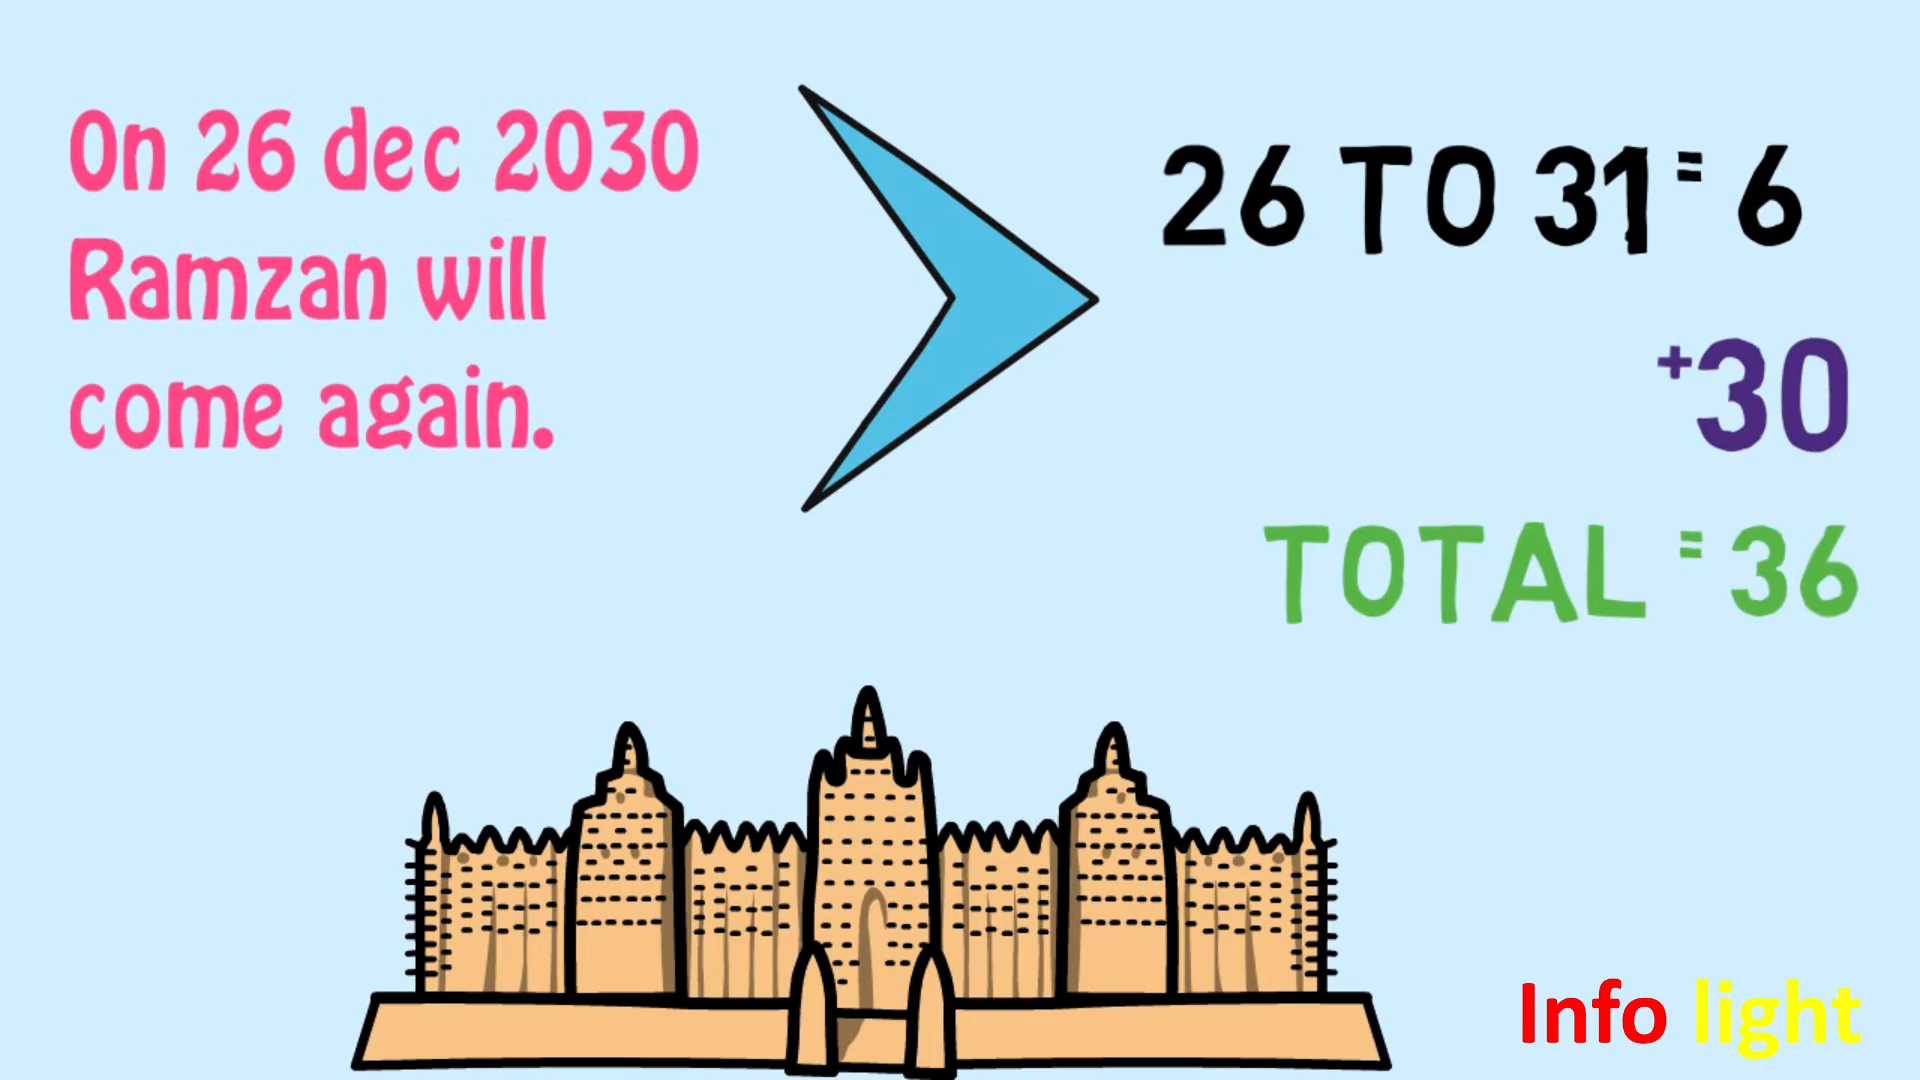 On 26 dec 2030
Ramzan will
come again.
26 TO 31 = 6
+30
TOTAL = 36
Info light